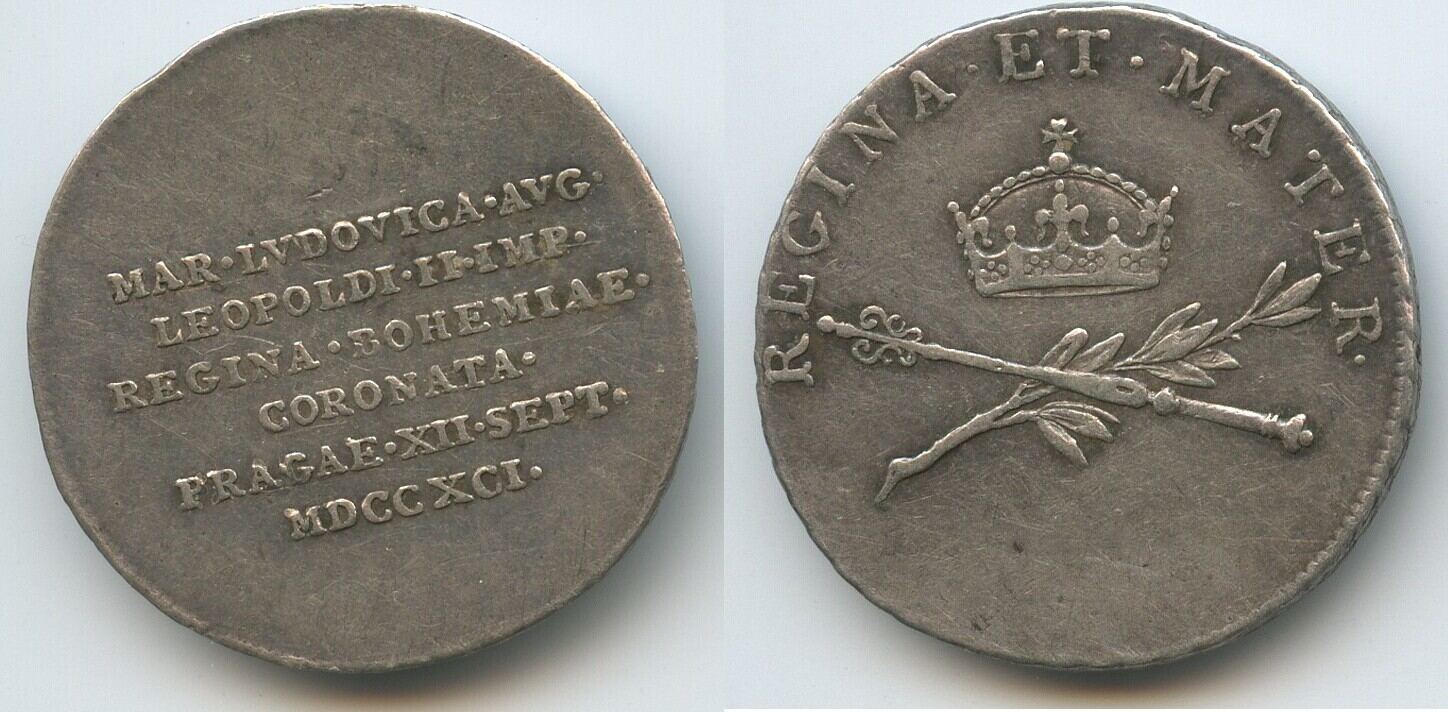 MAR·LVDOVICA·AVG·
LEOPOLDI·II·IMP·
REGINA·BOHEMIAE·
CORONATA·
PRAGAE·XII·SEPT·
MDCCXCI·
REGINA·ET·MATER·